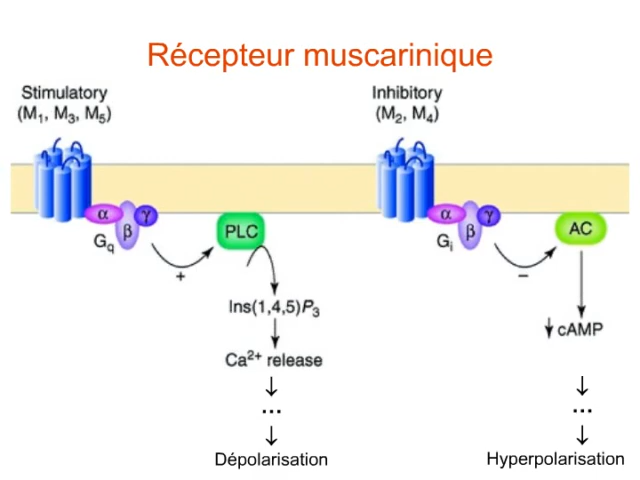 Récepteur muscarinique
Stimulatory
(M₁, M₃, M₅)
α
β
γ
Gq
+
PLC
Ins(1,4,5)P₃
Ca²⁺ release
...
Dépolarisation
Inhibitory
(M₂, M₄)
α
β
γ
Gᵢ
−
AC
cAMP
...
Hyperpolarisation